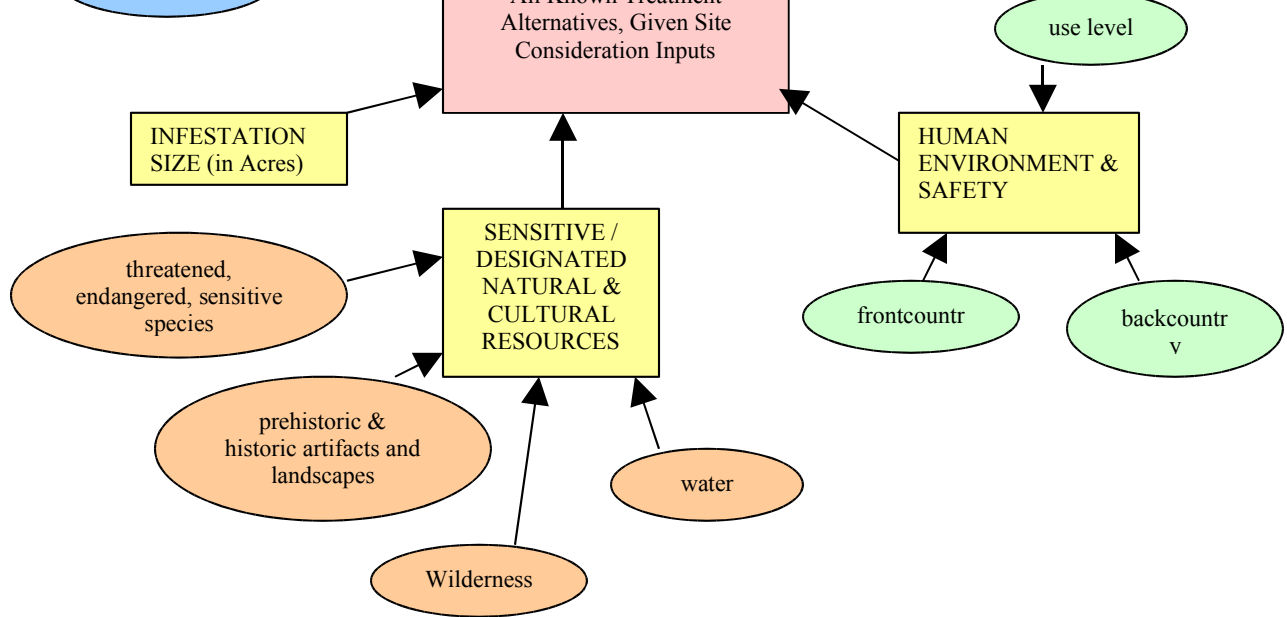 Alternatives, Given Site
Consideration Inputs
use level
INFESTATION
SIZE (in Acres)
HUMAN
ENVIRONMENT &
SAFETY
SENSITIVE /
DESIGNATED
NATURAL &
CULTURAL
RESOURCES
threatened,
endangered, sensitive
species
frontcountr
backcountr
prehistoric &
historic artifacts and
landscapes
water
Wilderness